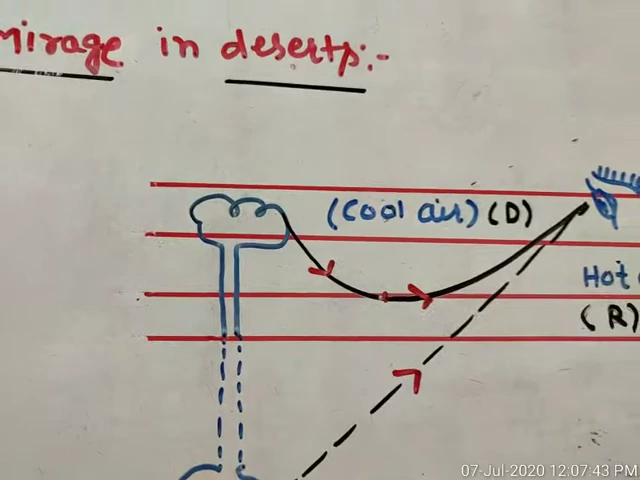 mirage in deserts:-
(Cool air) (D)
Hot
(R)
07-Jul-2020 12:07:43 PM